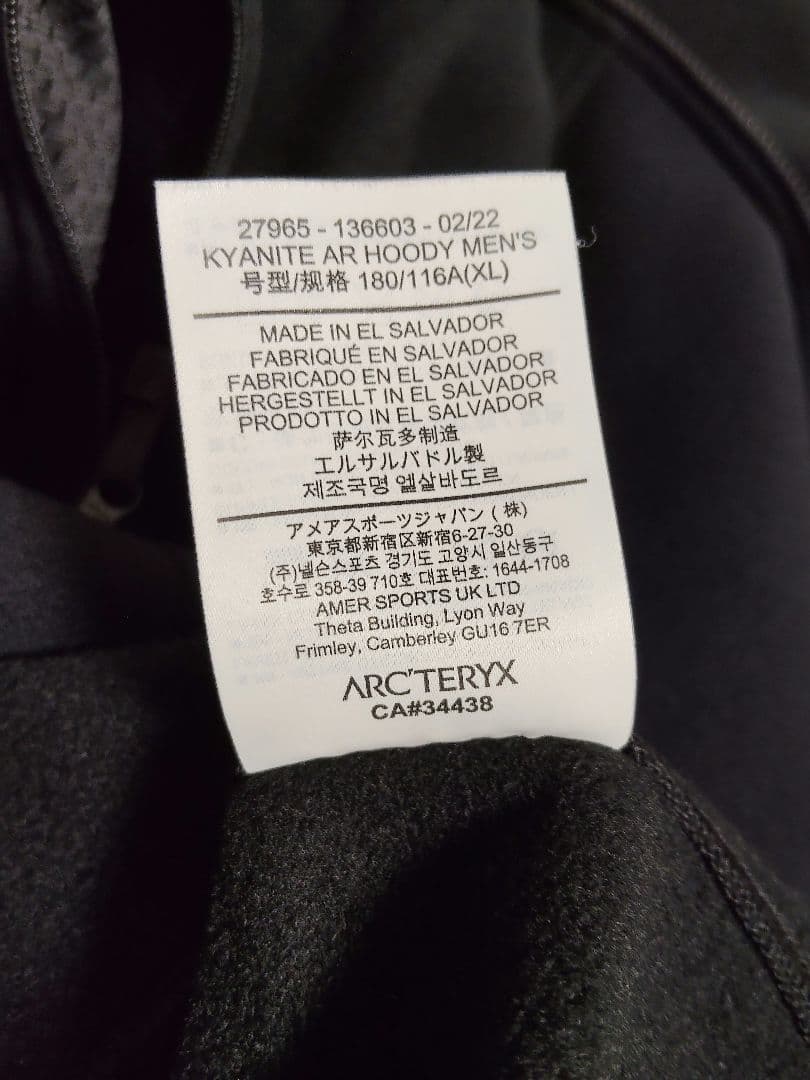 27965 - 136603 - 02/22
KYANITE AR HOODY MEN'S
号型/规格 180/116A(XL)
MADE IN EL SALVADOR
FABRIQUÉ EN SALVADOR
FABRICADO EN EL SALVADOR
HERGESTELLT IN EL SALVADOR
PRODOTTO IN EL SALVADOR
萨尔瓦多制造
エルサルバドル製
제조국명 엘살바도르
アメアスポーツジャパン (株)
東京都新宿区新宿6-27-30
(주)넬슨스포츠 경기도 고양시 일산동구
호수로 358-39 710호 대표번호: 1644-1708
AMER SPORTS UK LTD
Theta Building, Lyon Way
Frimley, Camberley GU16 7ER
ARC'TERYX
CA#34438